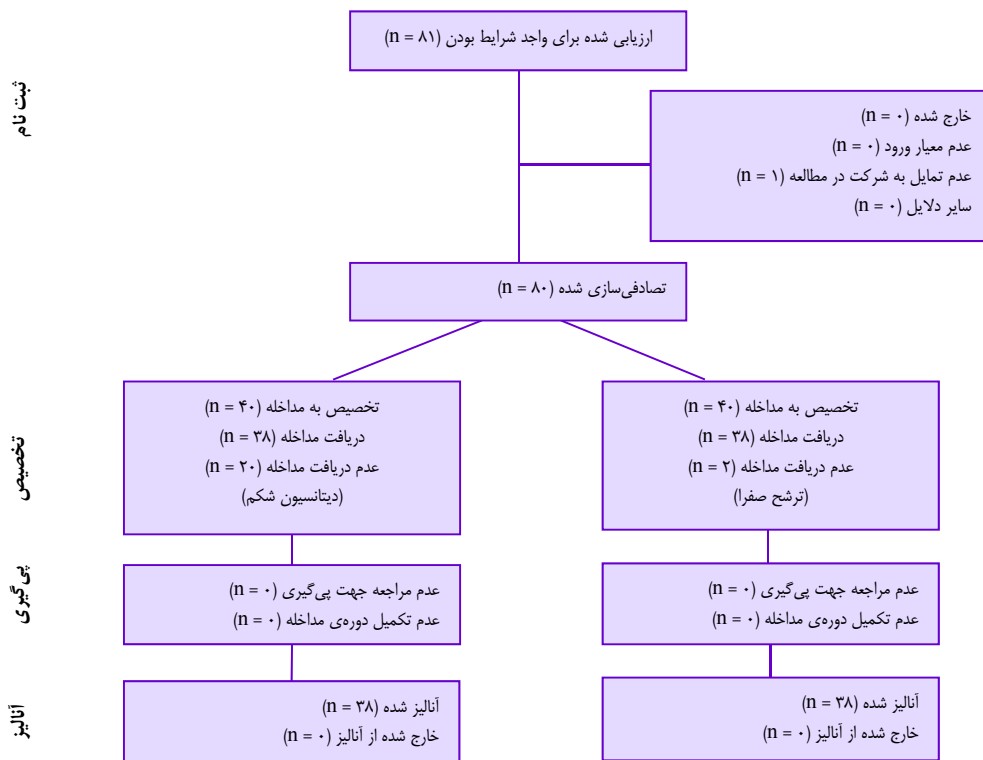 ارزیابی شده برای واجد شرایط بودن (n = ۸۱)
ثبت نام
خارج شده (n = ۰)
عدم معیار ورود (n = ۰)
عدم تمایل به شرکت در مطالعه (n = ۱)
سایر دلایل (n = ۰)
تصادفی‌سازی شده (n = ۸۰)
تخصیص
تخصیص به مداخله (n = ۴۰)
دریافت مداخله (n = ۳۸)
عدم دریافت مداخله (n = ۲)
(ترشح صفرا)
تخصیص به مداخله (n = ۴۰)
دریافت مداخله (n = ۳۸)
عدم دریافت مداخله (n = ۲۰)
(دیتانسیون شکم)
پی‌گیری
عدم مراجعه جهت پی‌گیری (n = ۰)
عدم تکمیل دوره‌ی مداخله (n = ۰)
عدم مراجعه جهت پی‌گیری (n = ۰)
عدم تکمیل دوره‌ی مداخله (n = ۰)
آنالیز
آنالیز شده (n = ۳۸)
خارج شده از آنالیز (n = ۰)
آنالیز شده (n = ۳۸)
خارج شده از آنالیز (n = ۰)